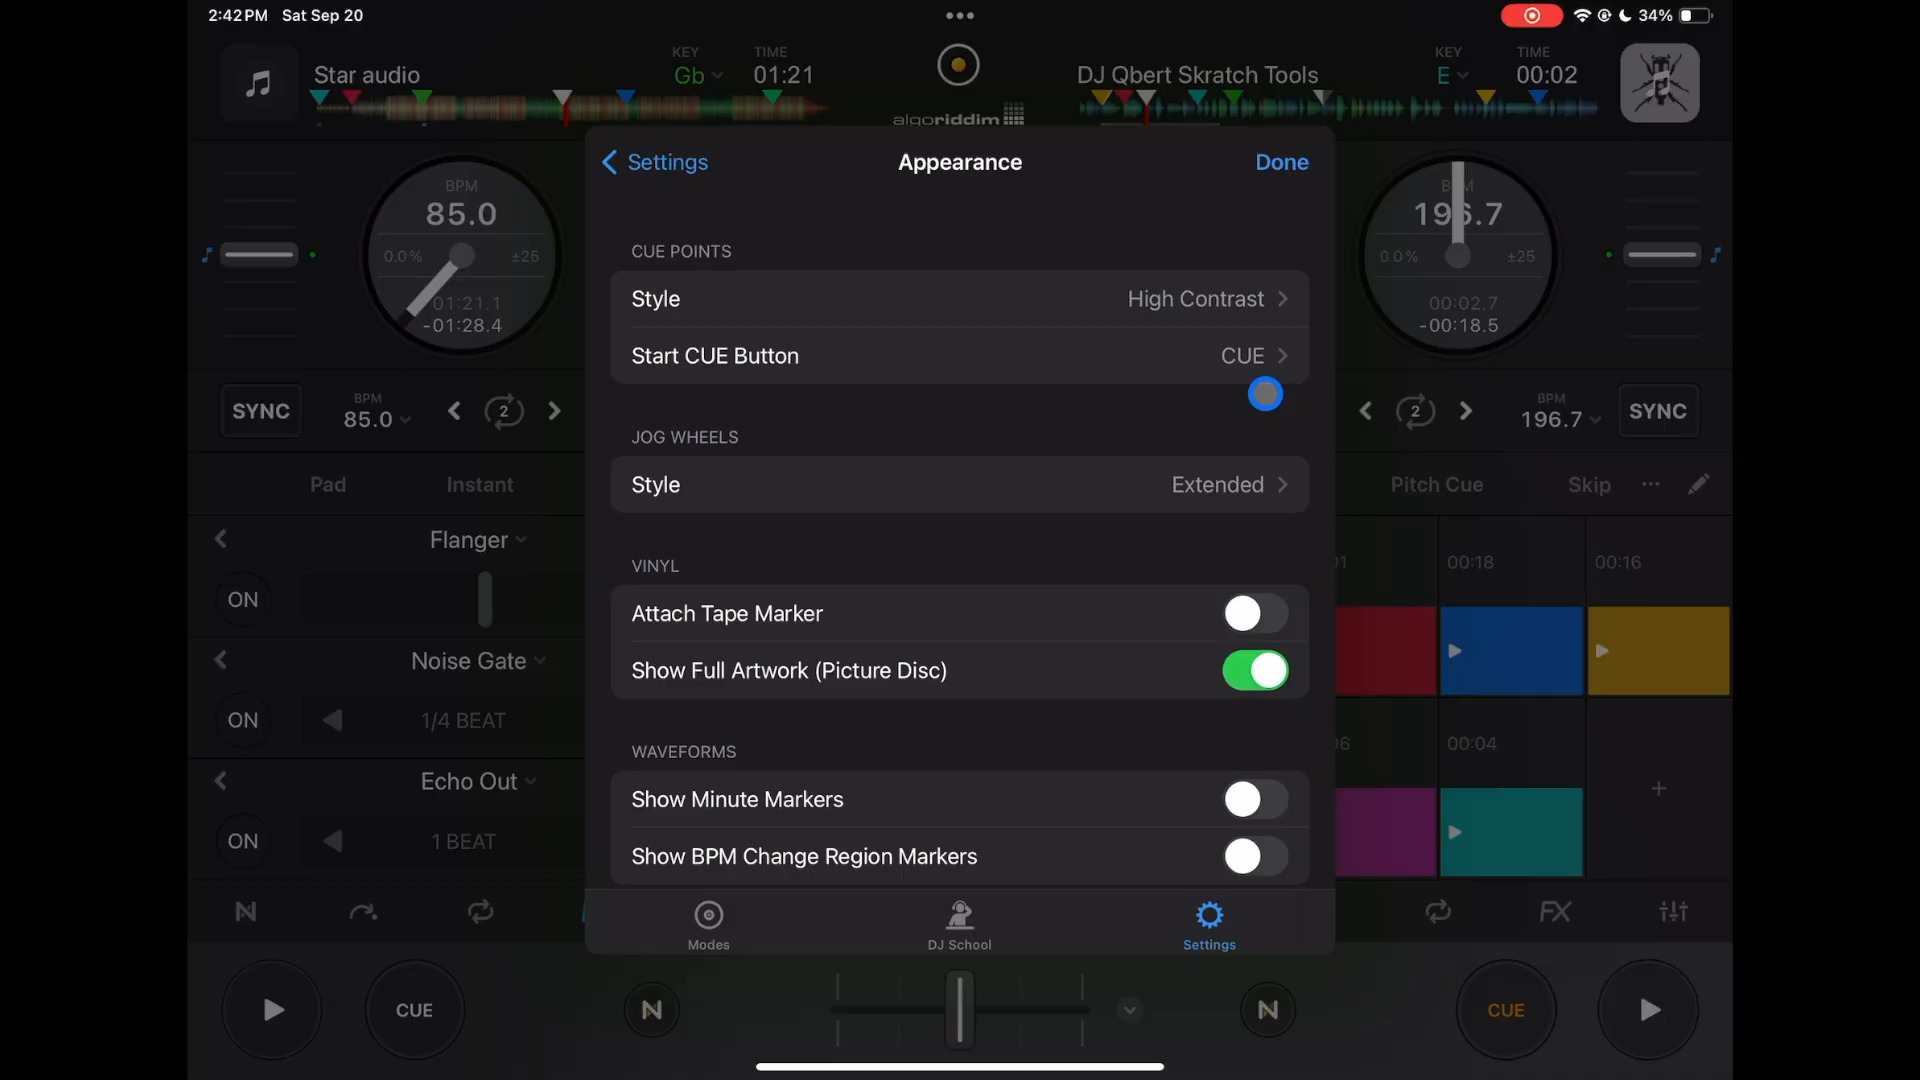 2:42 PM Sat Sep 20
34%
Star audio
KEY
Gb
TIME
01:21
algoriddim
DJ Qbert Skratch Tools
KEY
E
TIME
00:02
Settings
Appearance
Done
BPM
85.0
0.0%
±25
01:21.1
-01:28.4
BPM
196.7
0.0%
±25
00:02.7
-00:18.5
CUE POINTS
Style
High Contrast
Start CUE Button
CUE
SYNC
BPM
85.0
2
2
BPM
196.7
SYNC
JOG WHEELS
Style
Extended
Pad
Instant
Pitch Cue
Skip
Flanger
ON
Noise Gate
ON
1/4 BEAT
Echo Out
ON
1 BEAT
VINYL
Attach Tape Marker
Show Full Artwork (Picture Disc)
WAVEFORMS
Show Minute Markers
Show BPM Change Region Markers
00:18
00:16
00:04
FX
Modes
DJ School
Settings
CUE
CUE